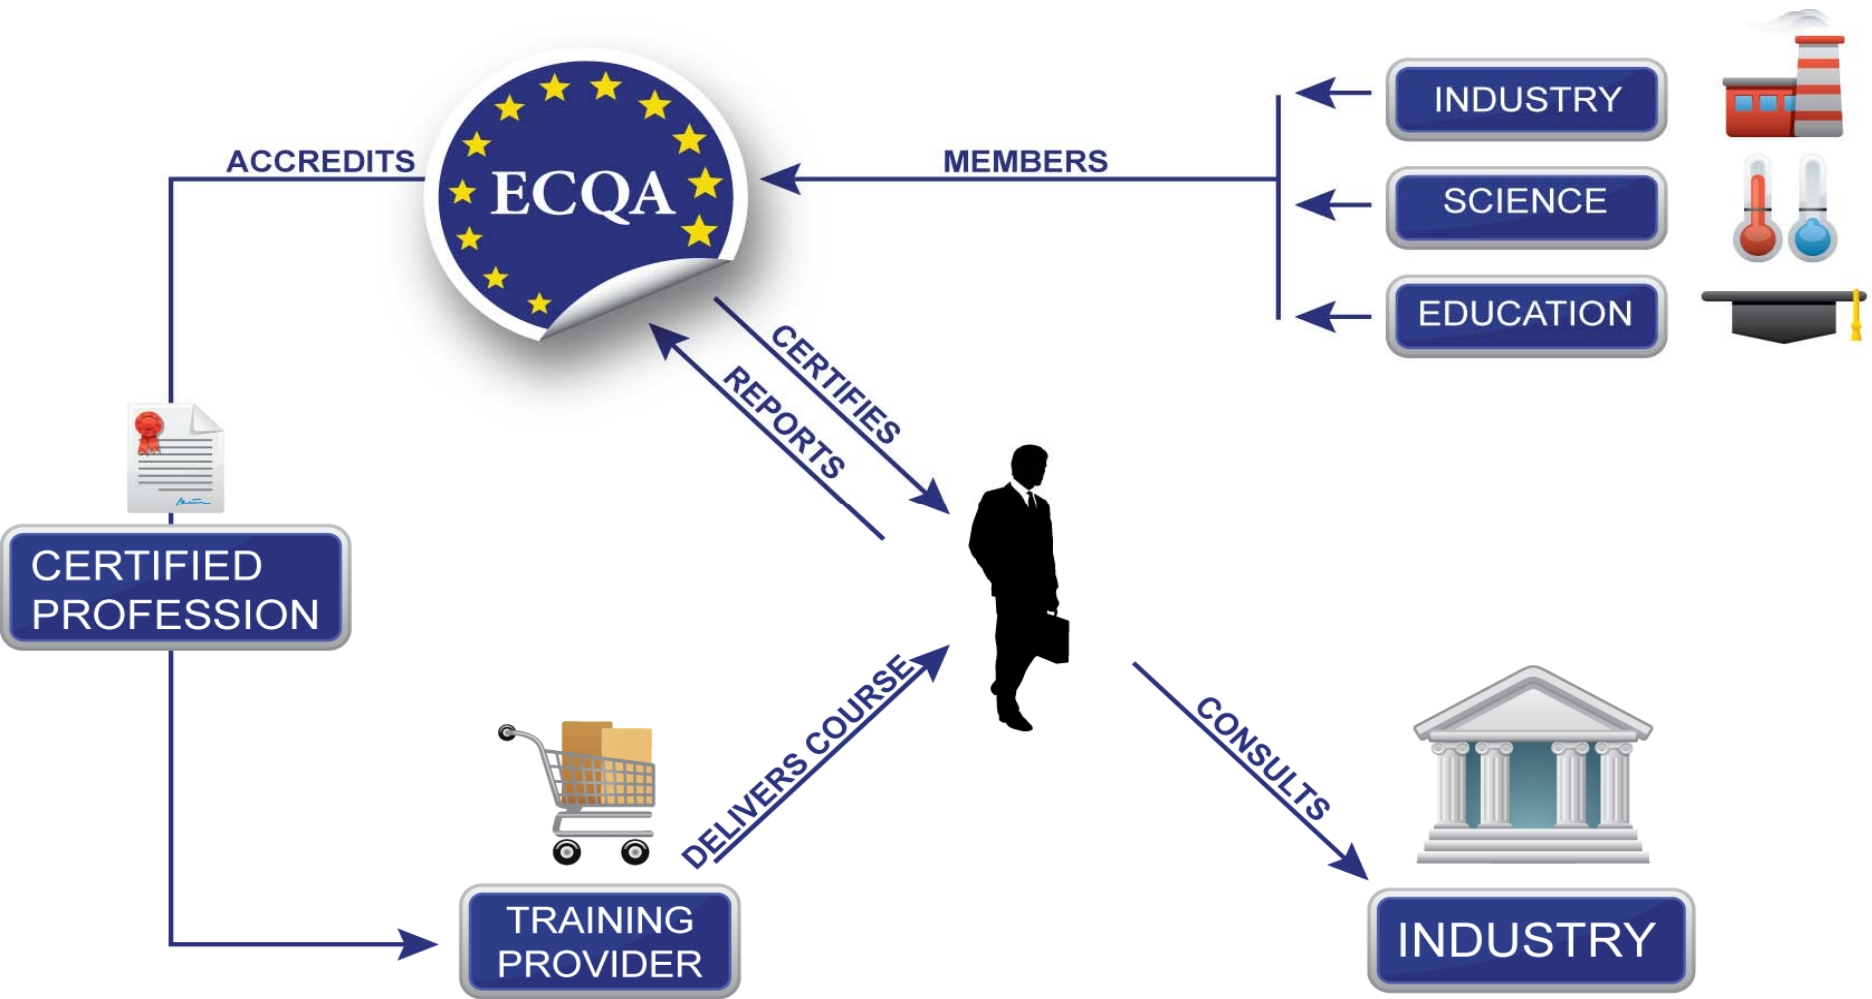 ACCREDITS
ECQA
MEMBERS
INDUSTRY
SCIENCE
EDUCATION
CERTIFIES
REPORTS
CERTIFIED
PROFESSION
DELIVERS COURSE
CONSULTS
TRAINING
PROVIDER
INDUSTRY